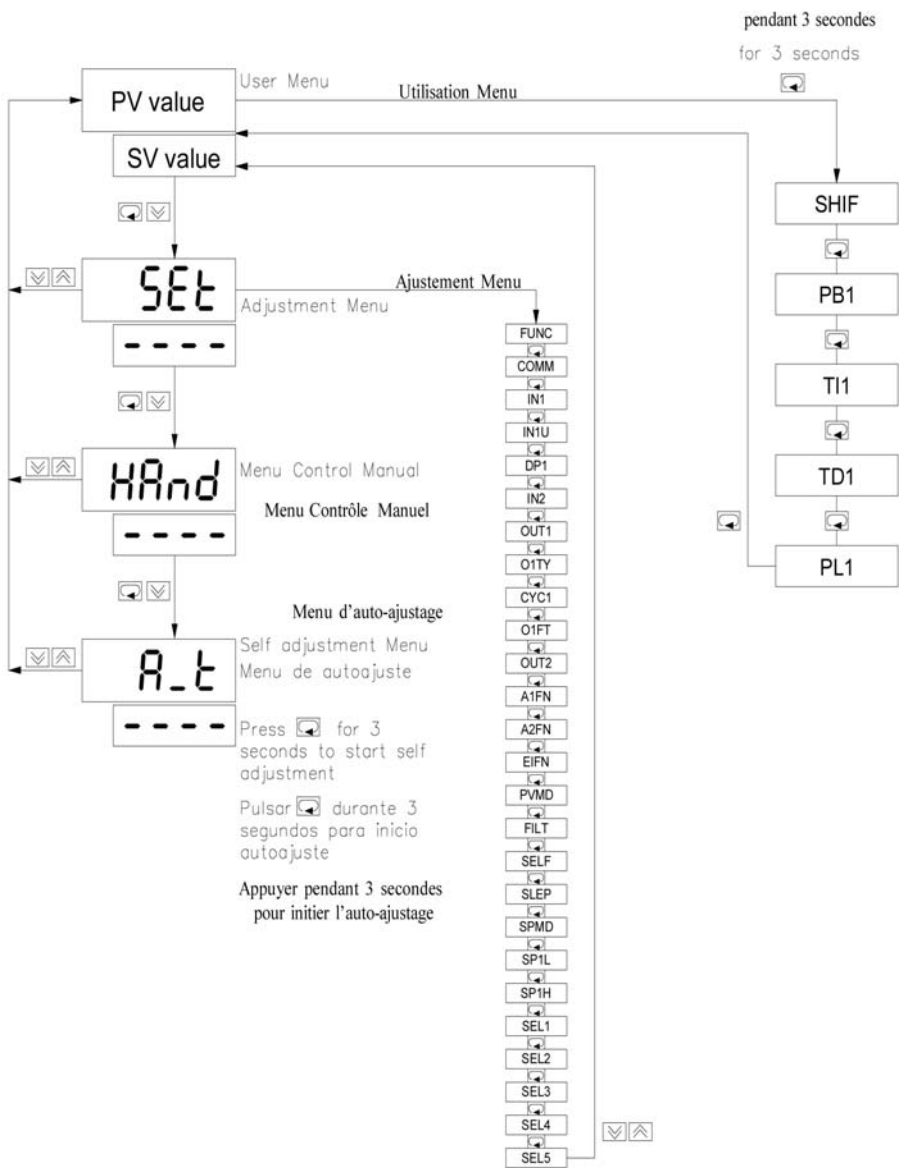 pendant 3 secondes
for 3 seconds
User Menu
PV value
Utilisation Menu
SV value
SHIF
PB1
TI1
TD1
PL1
SEt
Ajustement Menu
Adjustment Menu
- - - -
HAnd
Menu Control Manual
Menu Contrôle Manuel
- - - -
Menu d'auto-ajustage
A_t
Self adjustment Menu
Menu de autoajuste
- - - -
Press for 3
seconds to start self
adjustment
Pulsar durante 3
segundos para inicio
autoajuste
Appuyer pendant 3 secondes
pour initier l'auto-ajustage
FUNC
COMM
IN1
IN1U
DP1
IN2
OUT1
O1TY
CYC1
O1FT
OUT2
A1FN
A2FN
EIFN
PVMD
FILT
SELF
SLEP
SPMD
SP1L
SP1H
SEL1
SEL2
SEL3
SEL4
SEL5